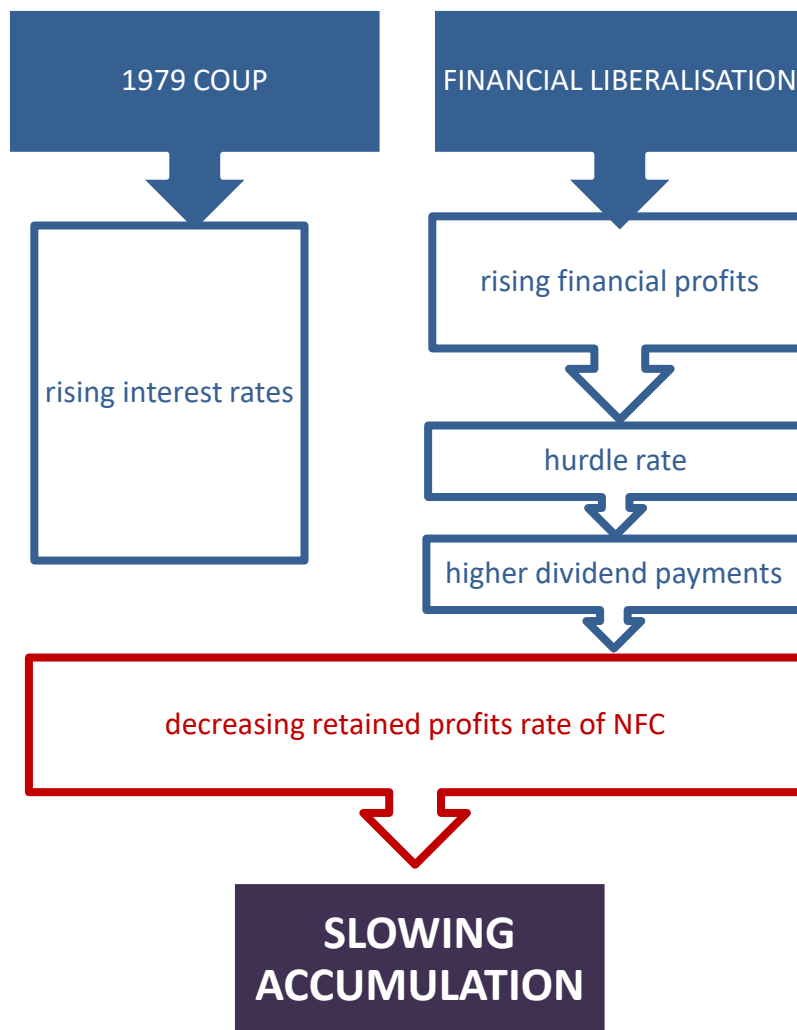 1979 COUP
FINANCIAL LIBERALISATION
rising interest rates
rising financial profits
hurdle rate
higher dividend payments
decreasing retained profits rate of NFC
SLOWING
ACCUMULATION